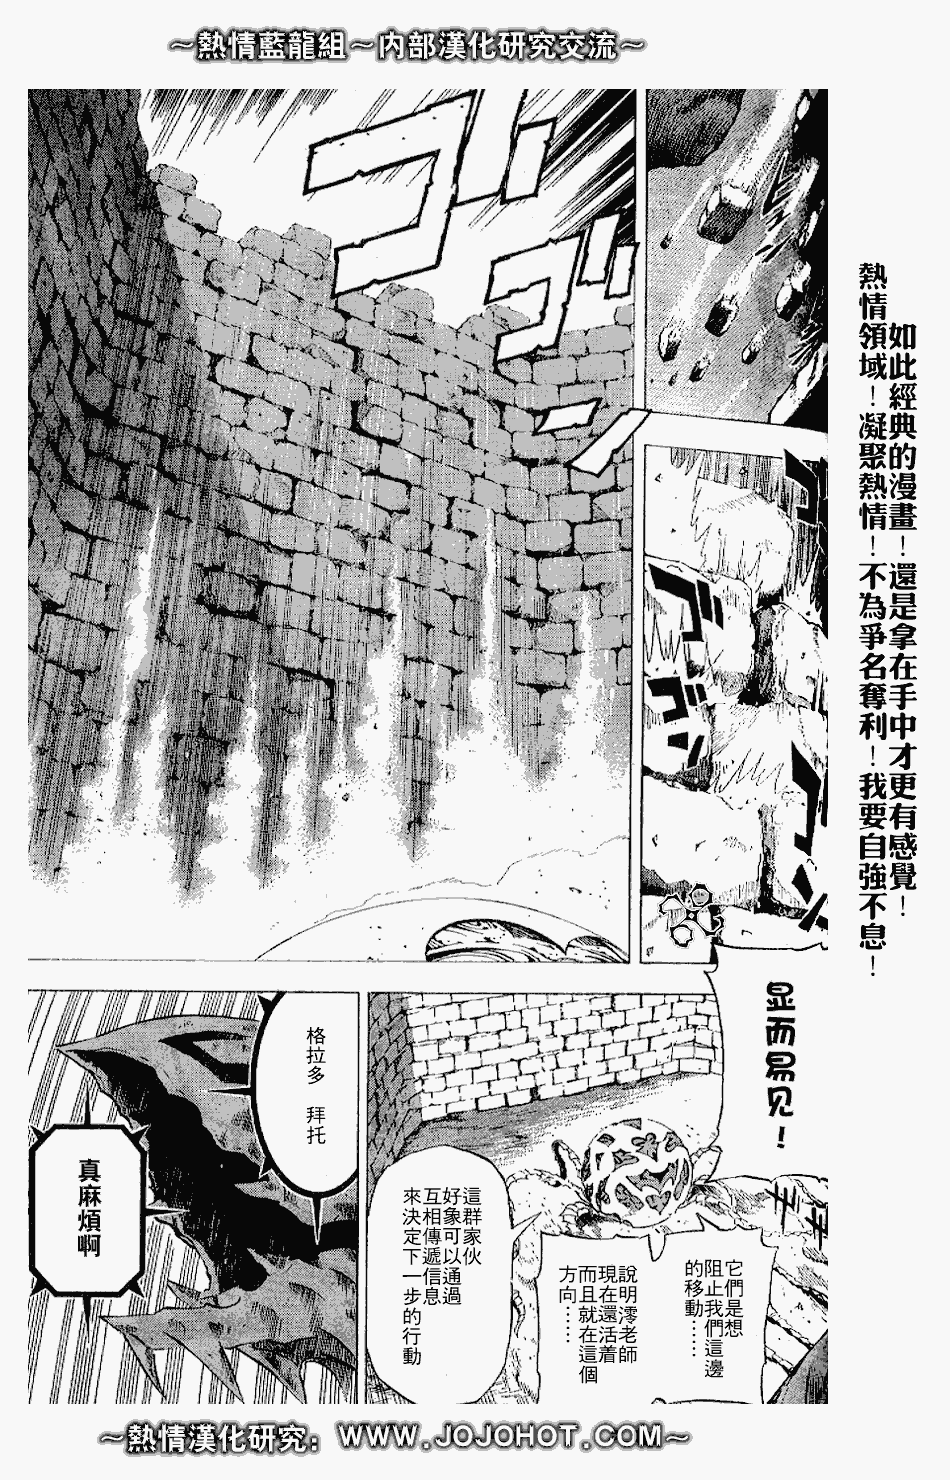 ～熱情藍龍組～内部漢化研究交流～
如此經典的漫畫！還是拿在手中才更有感覺！
熱情領域！凝聚熱情！不為爭名奪利！我要自強不息！
ゴゴゴ
显而易见！
它們是想
阻止我們這邊
的移動……
說明澪老師
現在還活着
而且就在這個
方向……
這群家伙
好象可以通過
互相傳遞信息
來決定下一步的行動
格拉多　拜托
真麻煩啊
～熱情漢化研究：WWW.JOJOHOT.COM～